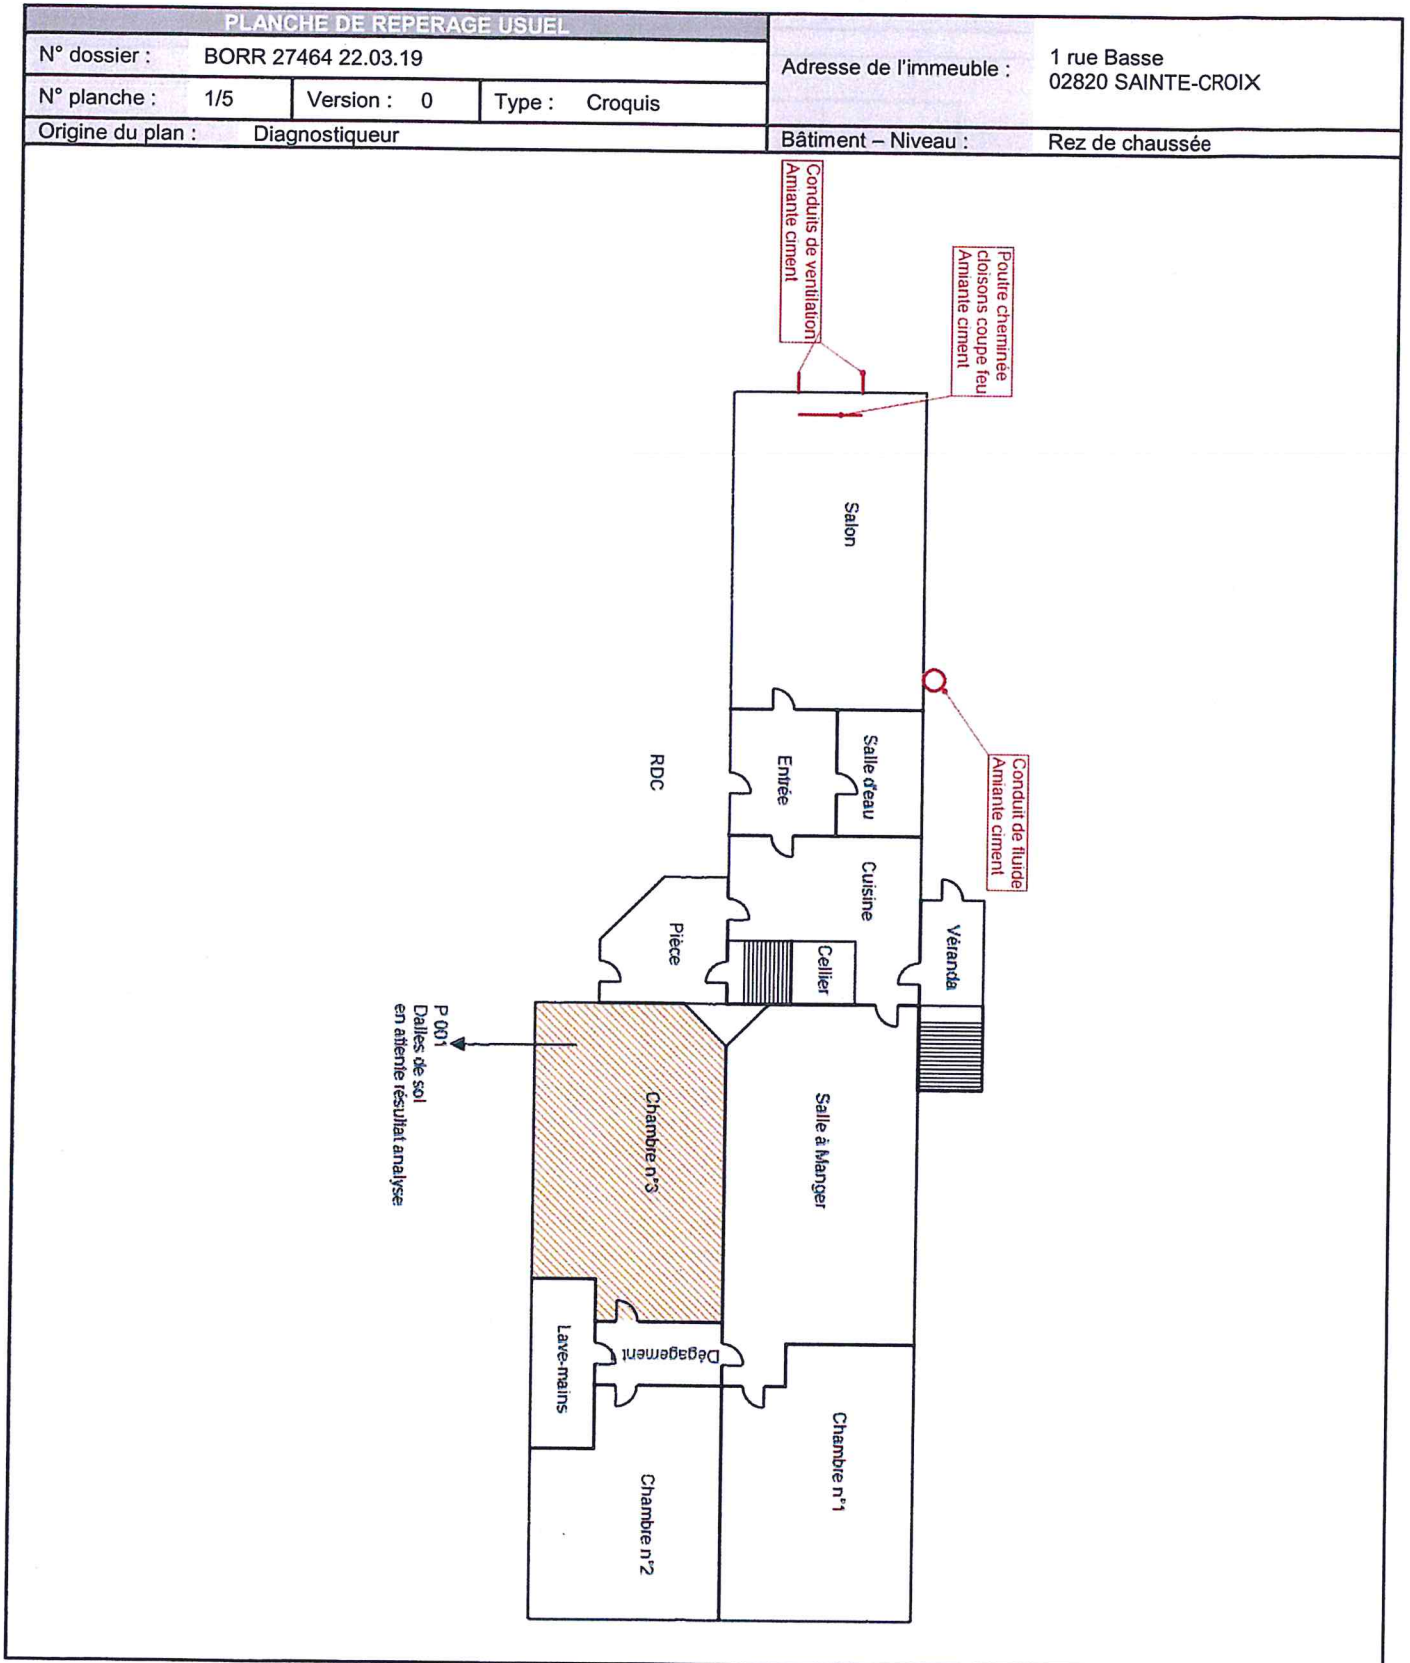 PLANCHE DE REPERAGE USUEL
N° dossier : BORR 27464 22.03.19
Adresse de l'immeuble : 1 rue Basse
02820 SAINTE-CROIX
N° planche : 1/5 Version : 0 Type : Croquis
Origine du plan : Diagnostiqueur
Bâtiment – Niveau : Rez de chaussée
Conduits de ventilation
Amiante ciment
Poutre cheminée
cloisons coupe feu
Amiante ciment
Salon
Conduit de fluide
Amiante ciment
RDC
Entrée
Salle d'eau
Cuisine
Véranda
Pièce
Cellier
P 001
Dalles de sol
en attente résultat analyse
Chambre n°3
Salle à Manger
Lave-mains
Dégagement
Chambre n°1
Chambre n°2